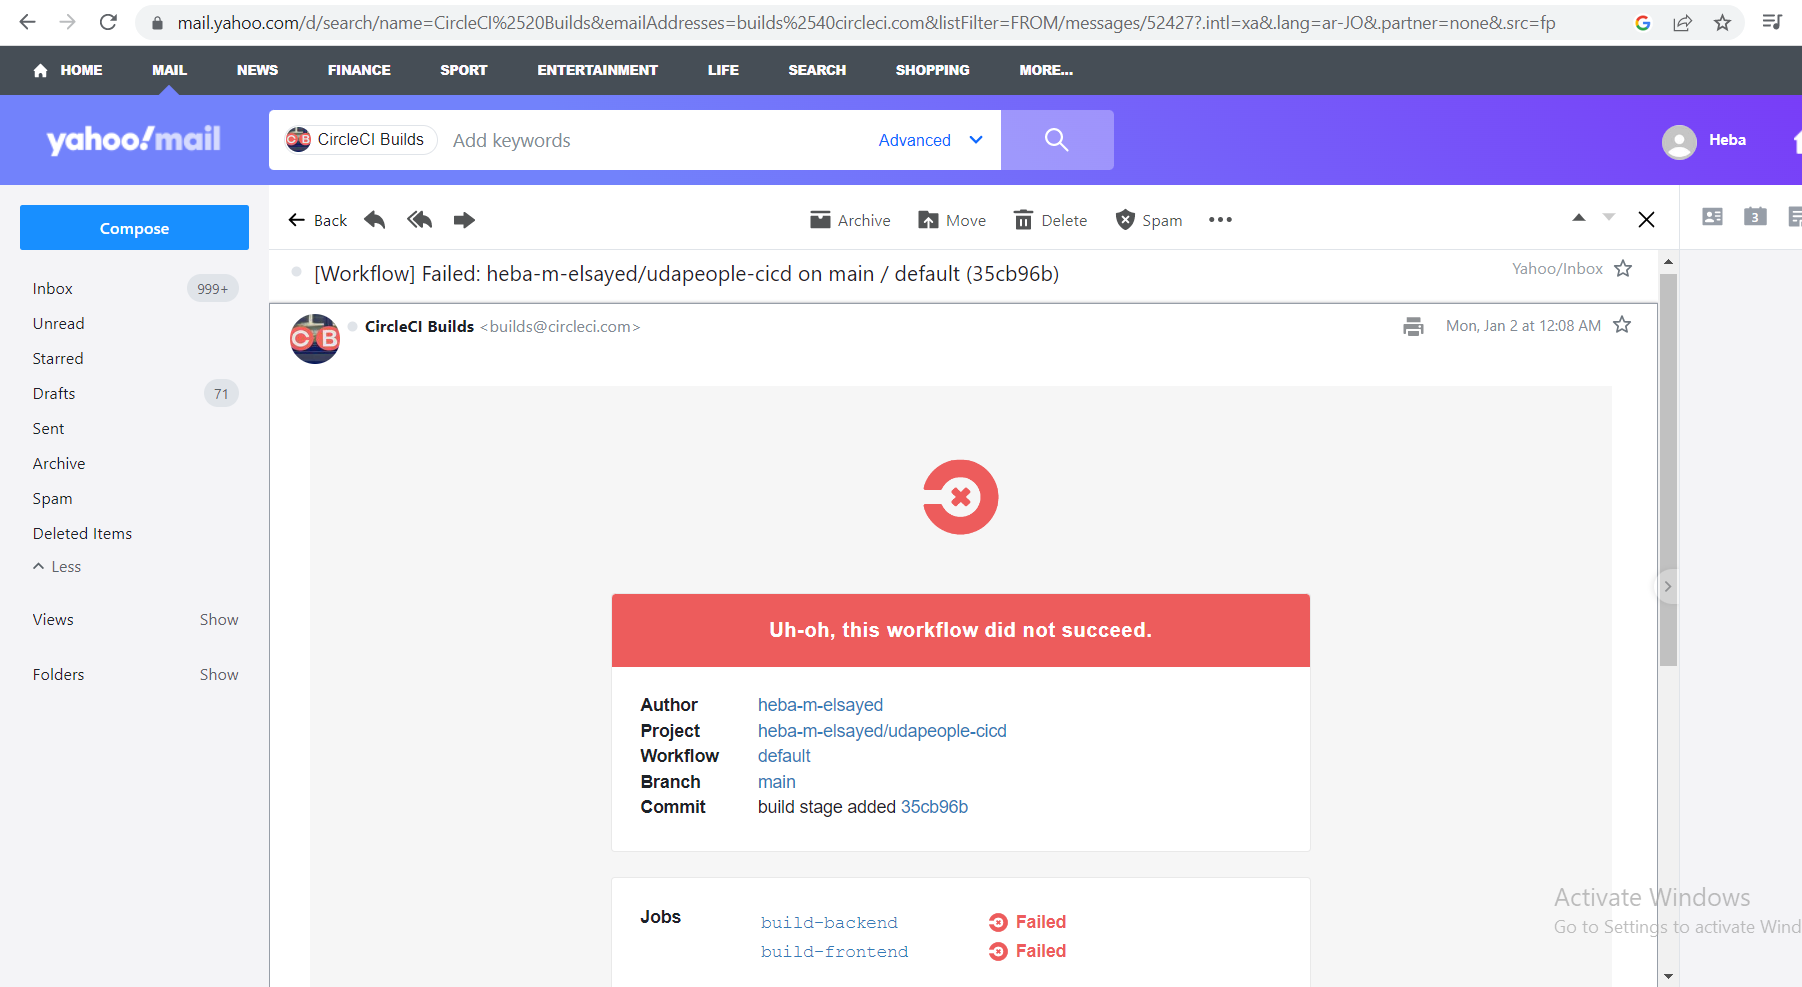 mail.yahoo.com/d/search/name=CircleCI%2520Builds&emailAddresses=builds%2540circleci.com&listFilter=FROM/messages/52427?.intl=xa&.lang=ar-JO&.partner=none&.src=fp
HOME MAIL NEWS FINANCE SPORT ENTERTAINMENT LIFE SEARCH SHOPPING MORE...
yahoo!mail
CB CircleCI Builds Add keywords Advanced
Heba
Compose
Inbox 999+
Unread
Starred
Drafts 71
Sent
Archive
Spam
Deleted Items
Less
Views Show
Folders Show
Back Archive Move Delete Spam
3
[Workflow] Failed: heba-m-elsayed/udapeople-cicd on main / default (35cb96b) Yahoo/Inbox
CB CircleCI Builds <builds@circleci.com> Mon, Jan 2 at 12:08 AM
Uh-oh, this workflow did not succeed.
Author heba-m-elsayed
Project heba-m-elsayed/udapeople-cicd
Workflow default
Branch main
Commit build stage added 35cb96b
Jobs build-backend Failed
build-frontend Failed
Activate Windows
Go to Settings to activate Wind